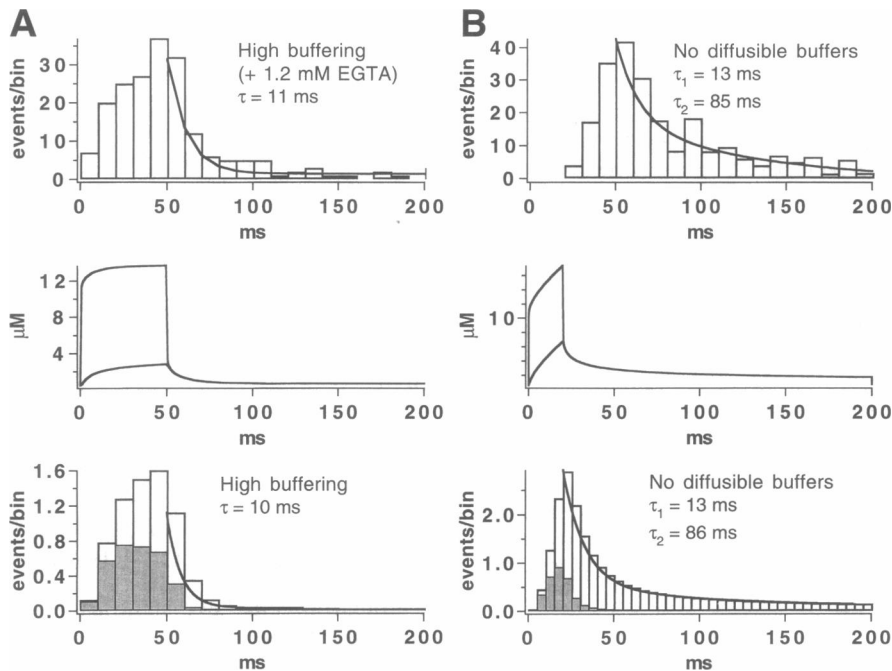 A
B
High buffering
(+ 1.2 mM EGTA)
τ = 11 ms
events/bin
30
20
10
0
0
50
100
150
200
ms
No diffusible buffers
τ1 = 13 ms
τ2 = 85 ms
events/bin
40
30
20
10
0
0
50
100
150
200
ms
μM
12
8
4
0
50
100
150
200
ms
μM
10
0
50
100
150
200
ms
High buffering
τ = 10 ms
events/bin
1.6
1.2
0.8
0.4
0.0
0
50
100
150
200
ms
No diffusible buffers
τ1 = 13 ms
τ2 = 86 ms
events/bin
2.0
1.0
0.0
0
50
100
150
200
ms